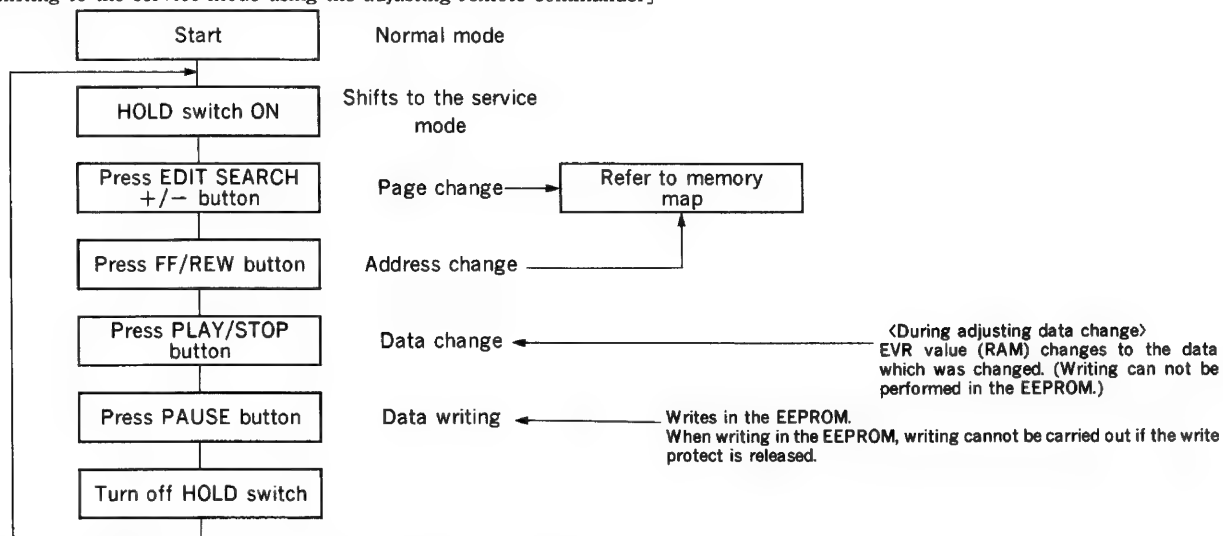 Start Normal mode
HOLD switch ON Shifts to the service
mode
Press EDIT SEARCH
+/− button
Page change
Refer to memory
map
Press FF/REW button Address change
Press PLAY/STOP
button
Data change
<During adjusting data change>
EVR value (RAM) changes to the data
which was changed. (Writing can not be
performed in the EEPROM.)
Press PAUSE button Data writing
Writes in the EEPROM.
When writing in the EEPROM, writing cannot be carried out if the write
protect is released.
Turn off HOLD switch